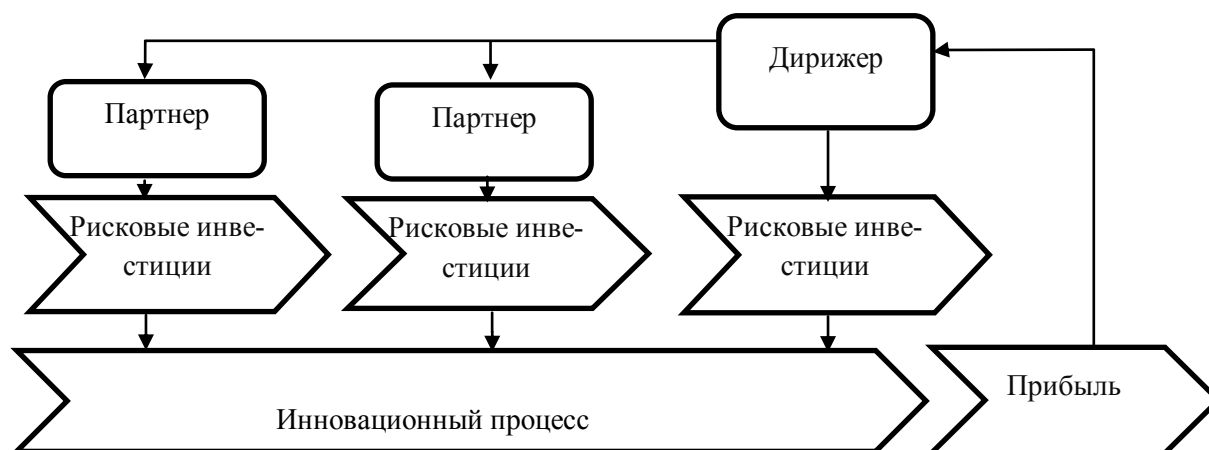 Дирижер
Партнер
Партнер
Рисковые инве-
стиции
Рисковые инве-
стиции
Рисковые инве-
стиции
Прибыль
Инновационный процесс